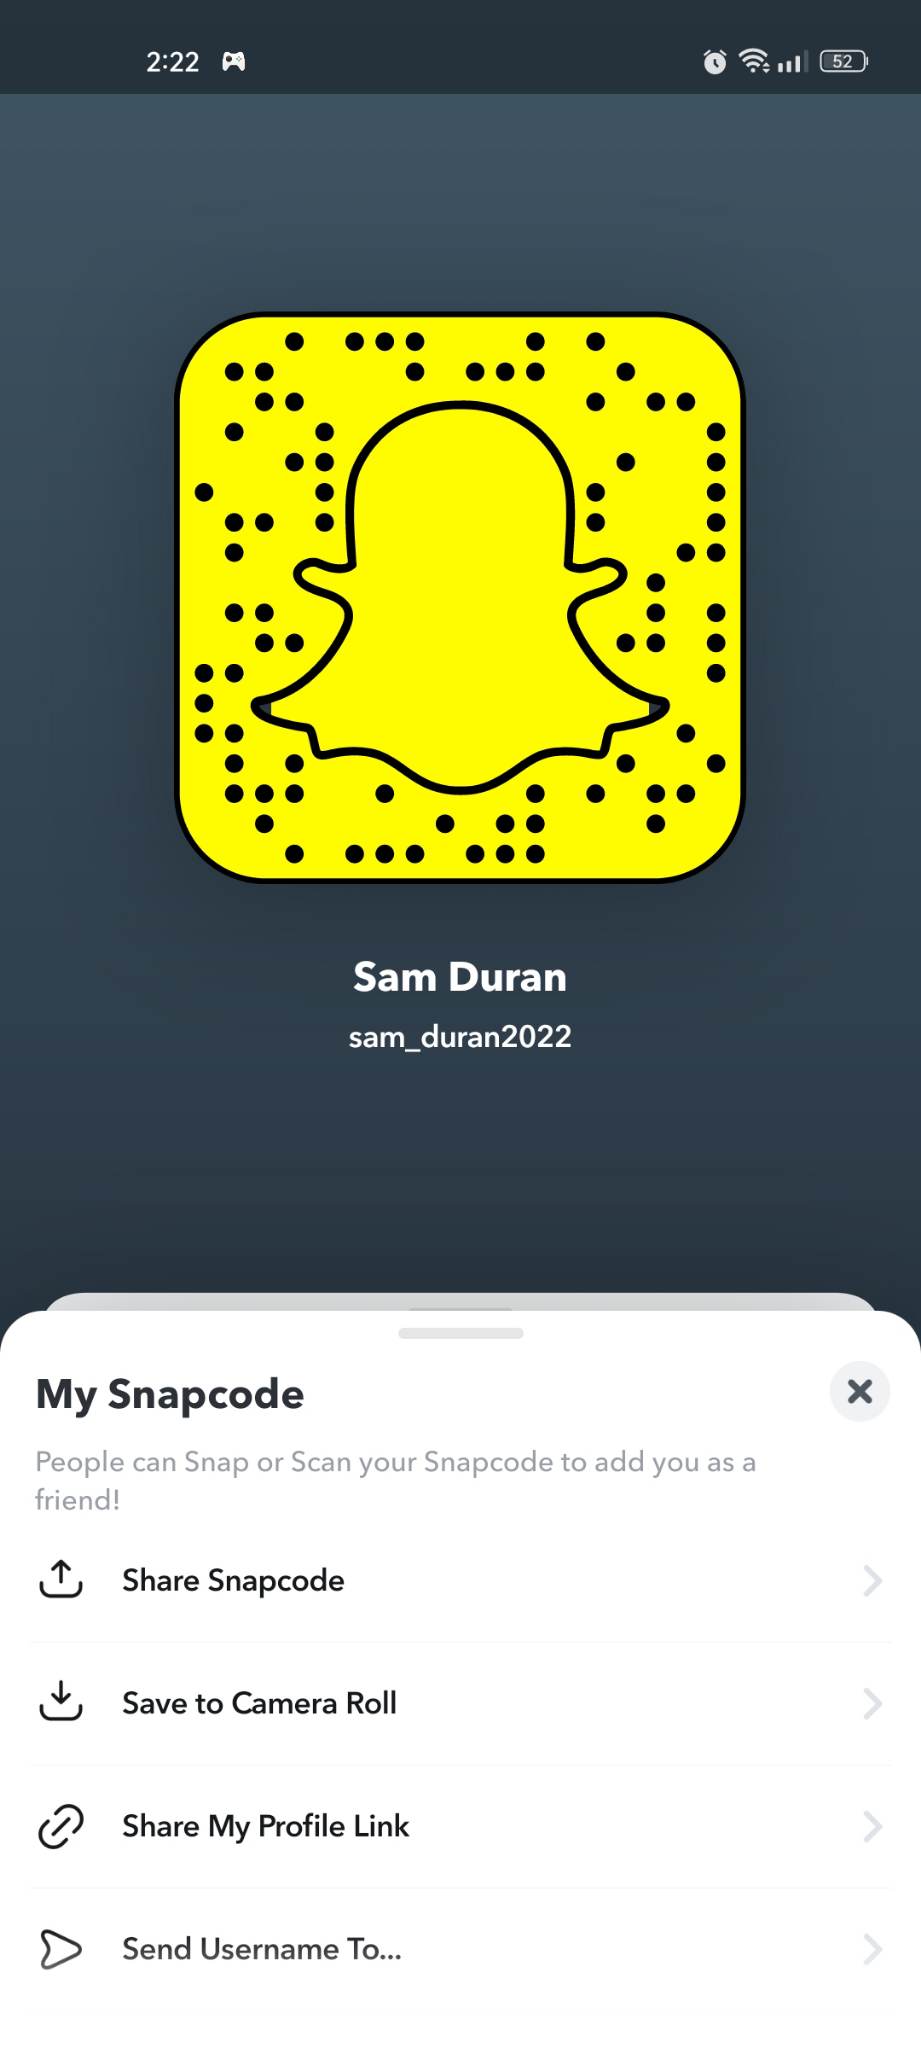 2:22
52
Sam Duran
sam_duran2022
My Snapcode
People can Snap or Scan your Snapcode to add you as a
friend!
Share Snapcode
Save to Camera Roll
Share My Profile Link
Send Username To...